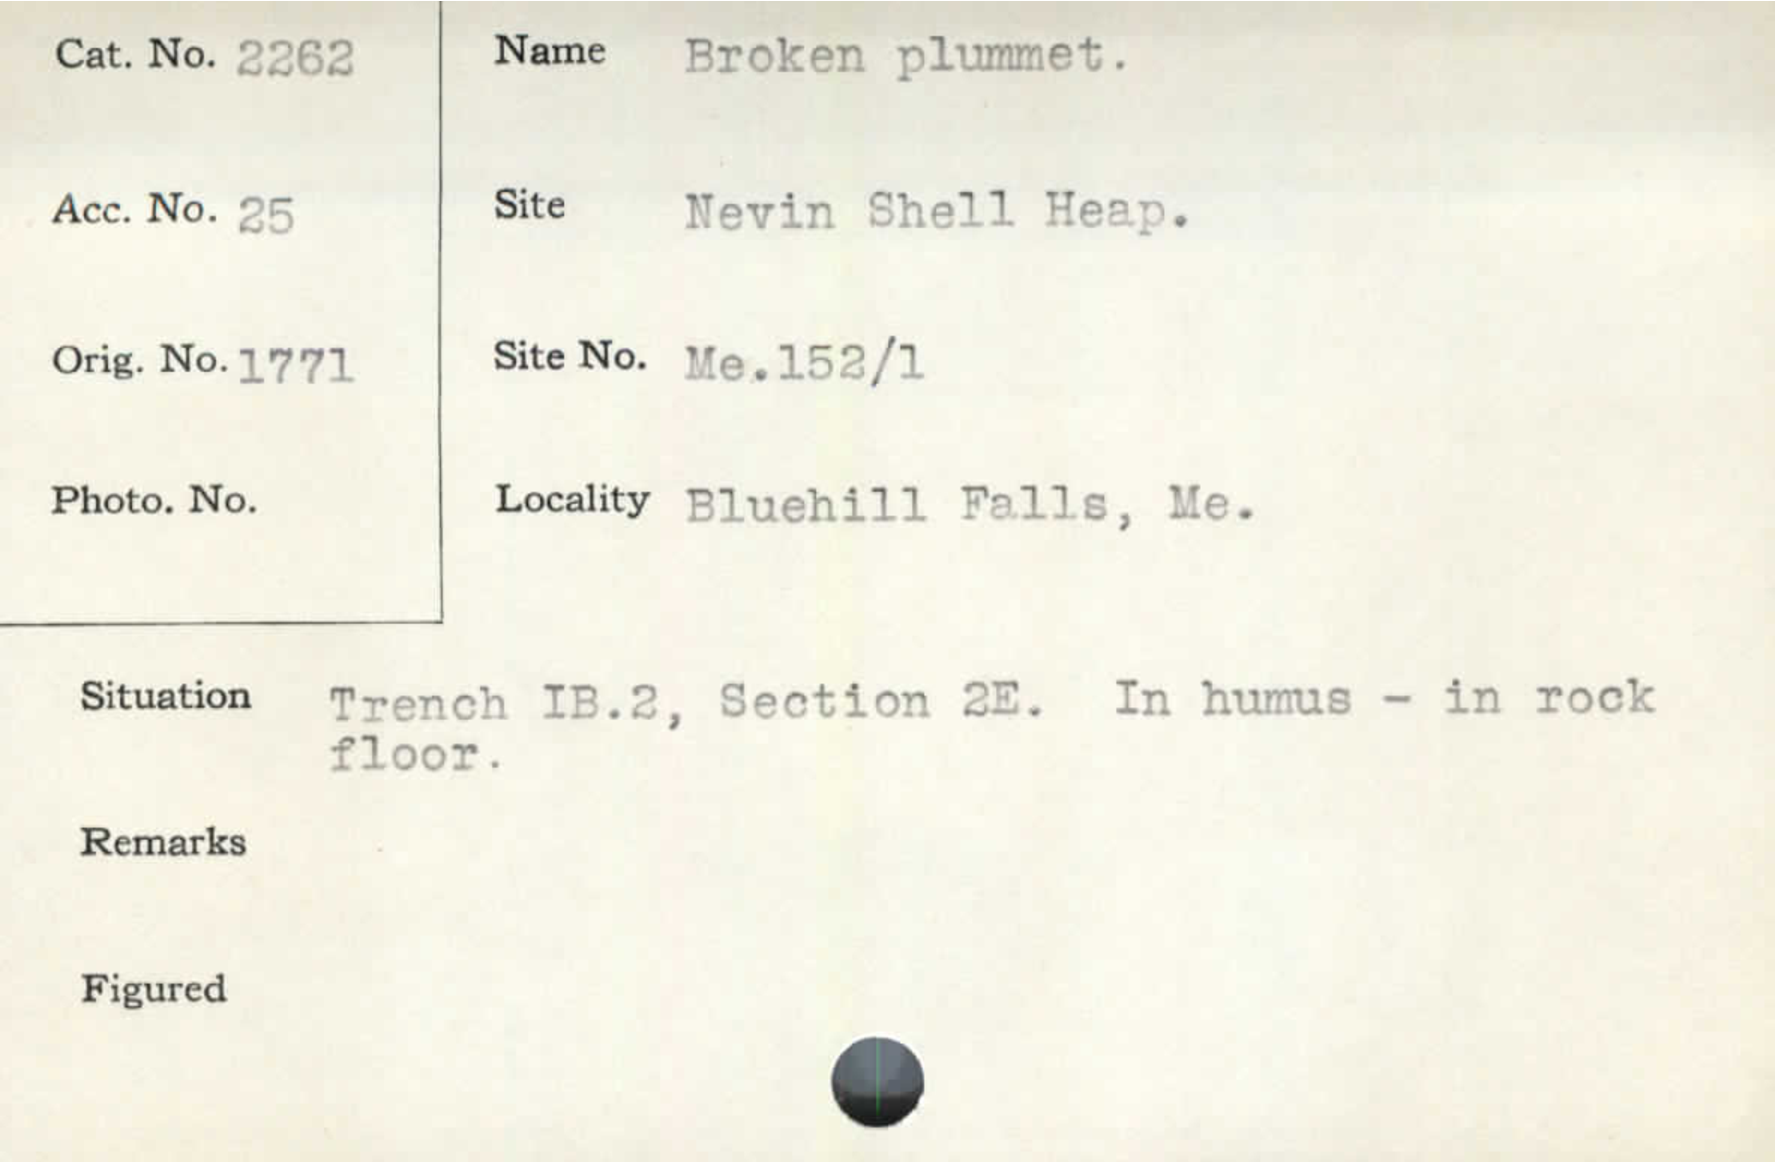 Cat. No. 2262
Name Broken plummet.
Acc. No. 25
Site Nevin Shell Heap.
Orig. No. 1771
Site No. Me.152/1
Photo. No.
Locality Bluehill Falls, Me.
Situation Trench IB.2, Section 2E. In humus - in rock
floor.
Remarks
Figured